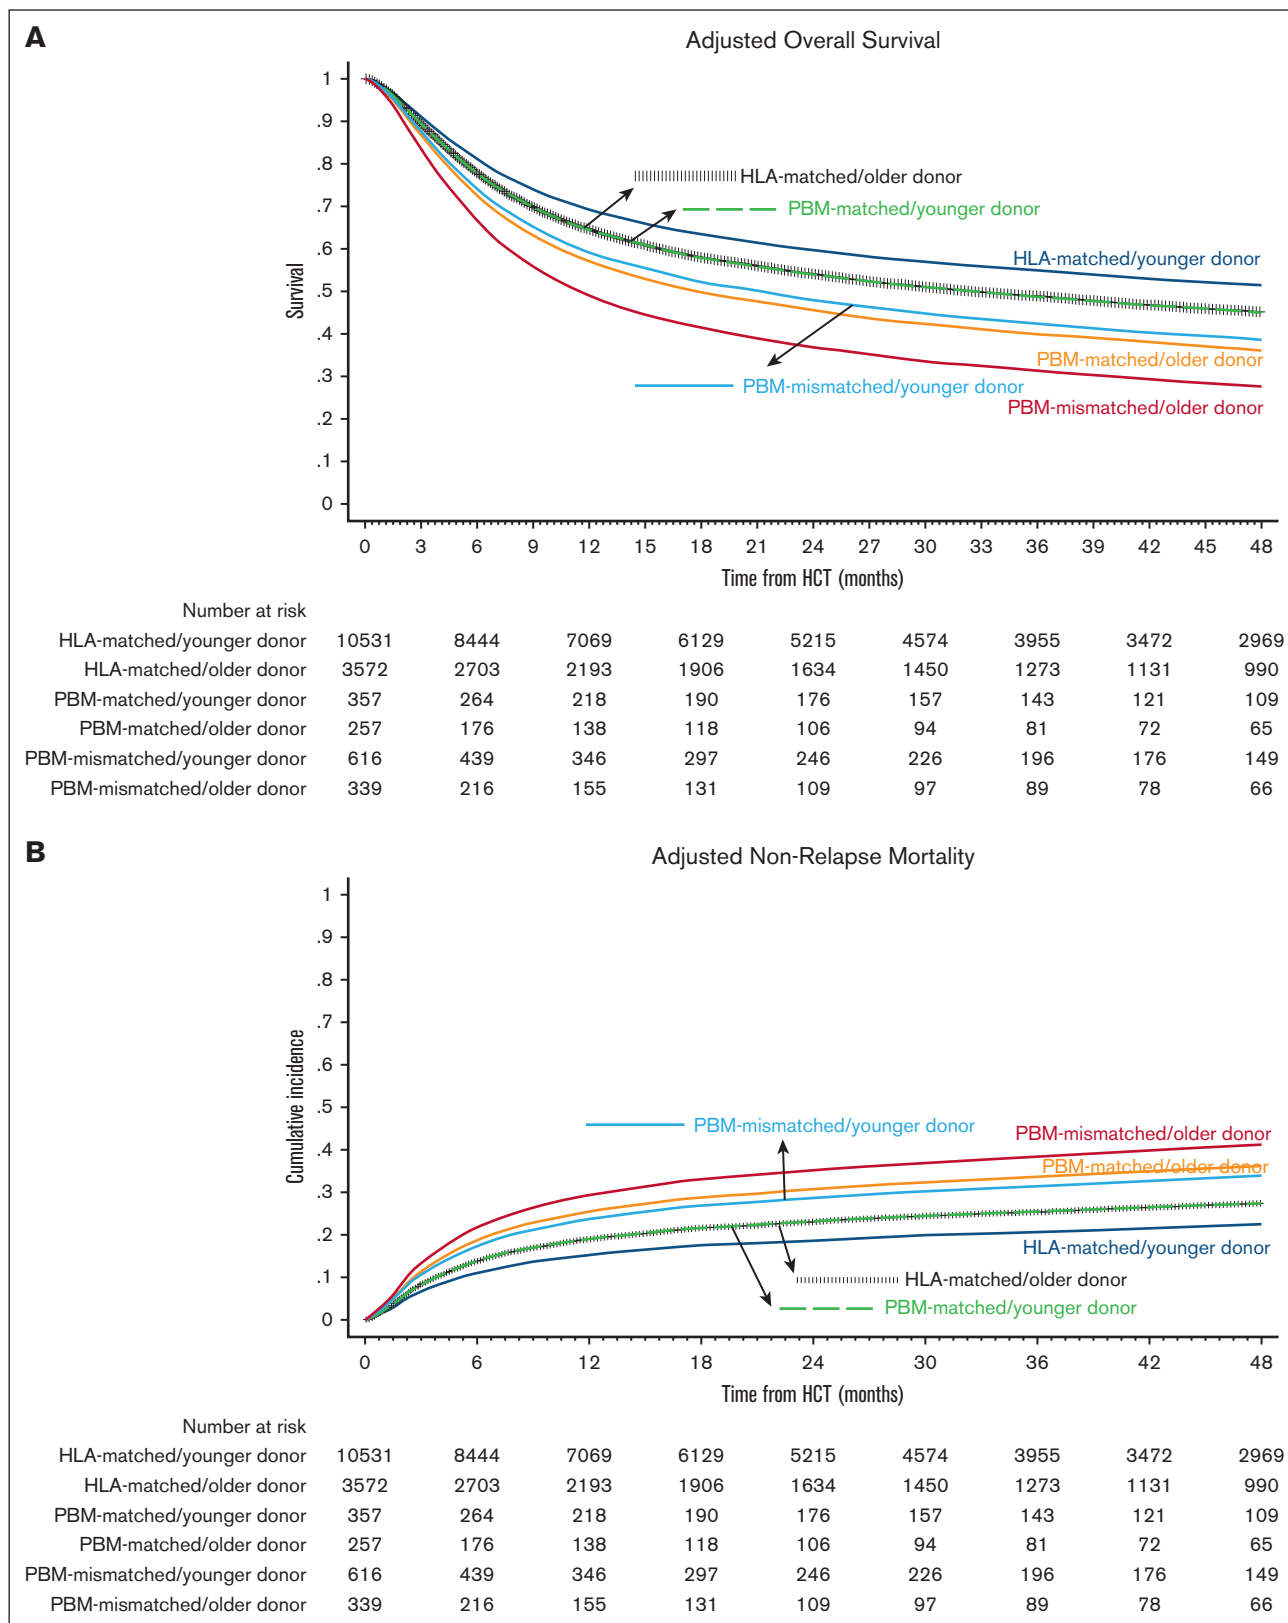 A
Adjusted Overall Survival
1
.9
.8
.7
.6
.5
.4
.3
.2
.1
0
Survival
HLA-matched/older donor
PBM-matched/younger donor
HLA-matched/younger donor
PBM-matched/older donor
PBM-mismatched/younger donor
PBM-mismatched/older donor
0 3 6 9 12 15 18 21 24 27 30 33 36 39 42 45 48
Time from HCT (months)
Number at risk
HLA-matched/younger donor 10531 8444 7069 6129 5215 4574 3955 3472 2969
HLA-matched/older donor 3572 2703 2193 1906 1634 1450 1273 1131 990
PBM-matched/younger donor 357 264 218 190 176 157 143 121 109
PBM-matched/older donor 257 176 138 118 106 94 81 72 65
PBM-mismatched/younger donor 616 439 346 297 246 226 196 176 149
PBM-mismatched/older donor 339 216 155 131 109 97 89 78 66
B
Adjusted Non-Relapse Mortality
1
.9
.8
.7
.6
.5
.4
.3
.2
.1
0
Cumulative incidence
PBM-mismatched/younger donor
PBM-mismatched/older donor
PBM-matched/older donor
HLA-matched/younger donor
HLA-matched/older donor
PBM-matched/younger donor
0 6 12 18 24 30 36 42 48
Time from HCT (months)
Number at risk
HLA-matched/younger donor 10531 8444 7069 6129 5215 4574 3955 3472 2969
HLA-matched/older donor 3572 2703 2193 1906 1634 1450 1273 1131 990
PBM-matched/younger donor 357 264 218 190 176 157 143 121 109
PBM-matched/older donor 257 176 138 118 106 94 81 72 65
PBM-mismatched/younger donor 616 439 346 297 246 226 196 176 149
PBM-mismatched/older donor 339 216 155 131 109 97 89 78 66